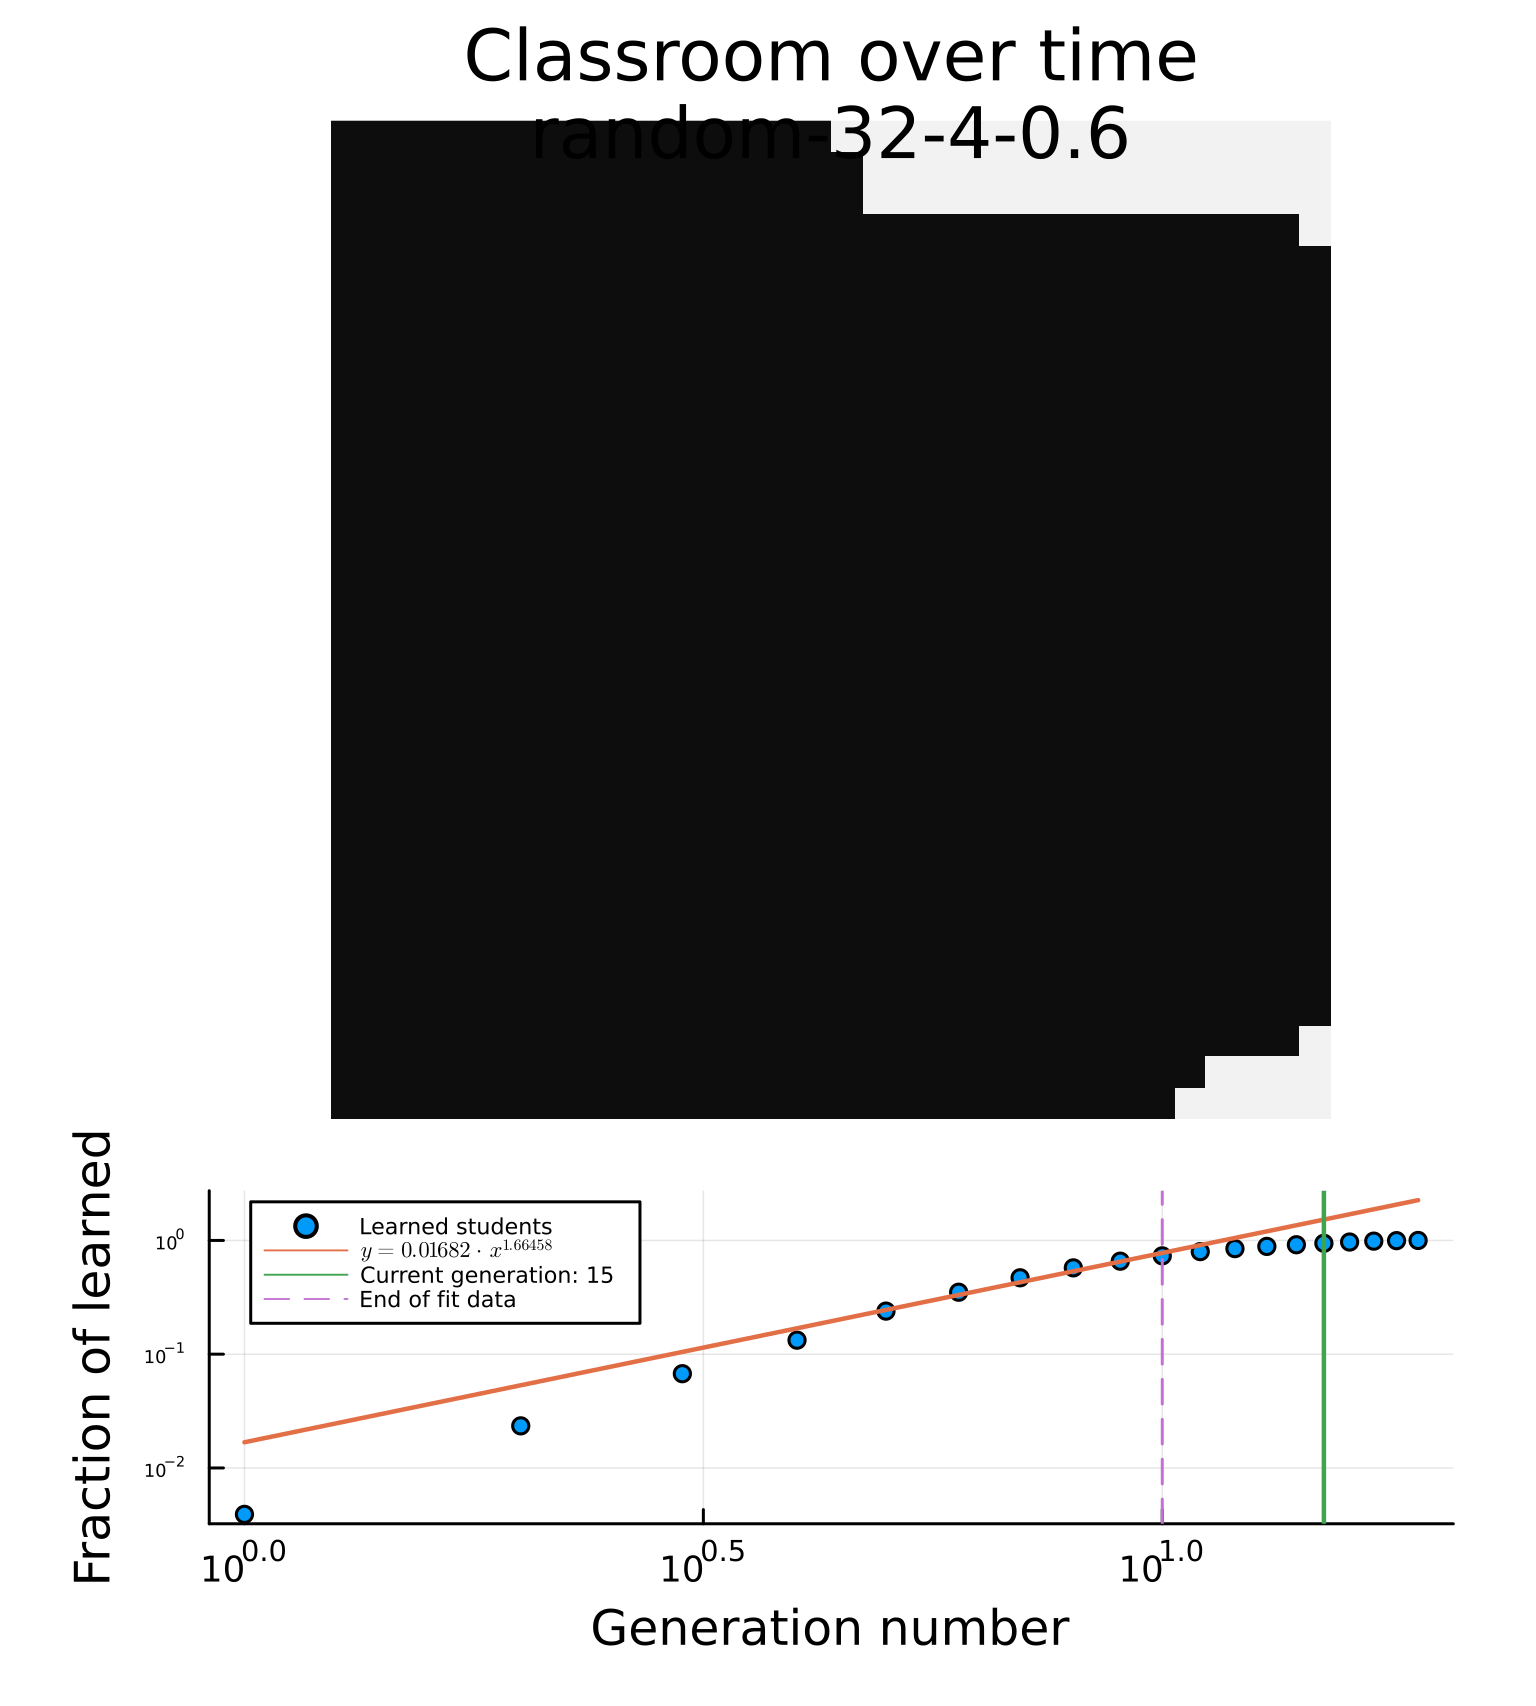 Classroom over time
random-32-4-0.6
Fraction of learned
10^0
10^−1
10^−2
Learned students
y = 0.01682 · x^1.66458
Current generation: 15
End of fit data
10^0.0
10^0.5
10^1.0
Generation number